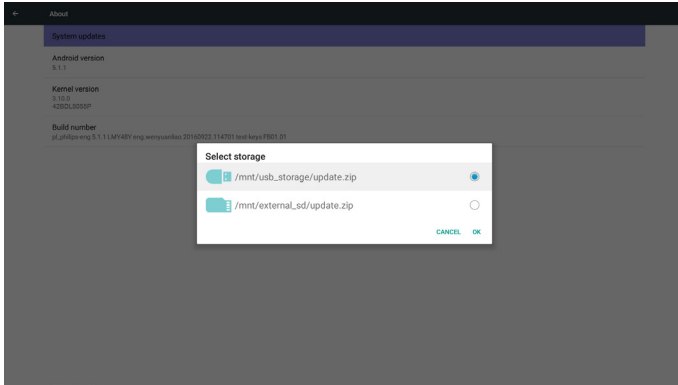 About
System updates
Android version
5.1.1
Kernel version
3.10.0
42BDL5055P
Build number
Select storage
/mnt/usb_storage/update.zip
/mnt/external_sd/update.zip
CANCEL OK